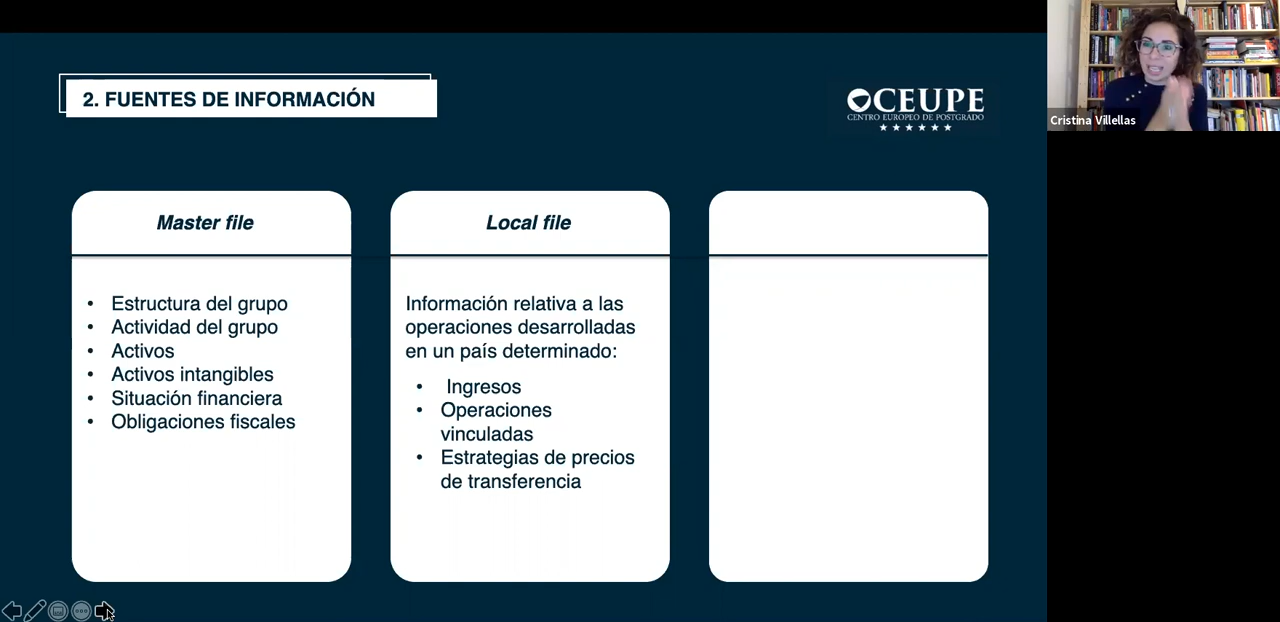 2. FUENTES DE INFORMACIÓN
OCEUPE
CENTRO EUROPEO DE POSTGRADO
Cristina Villellas
Master file
• Estructura del grupo
• Actividad del grupo
• Activos
• Activos intangibles
• Situación financiera
• Obligaciones fiscales
Local file
Información relativa a las
operaciones desarrolladas
en un país determinado:
• Ingresos
• Operaciones
vinculadas
• Estrategias de precios
de transferencia